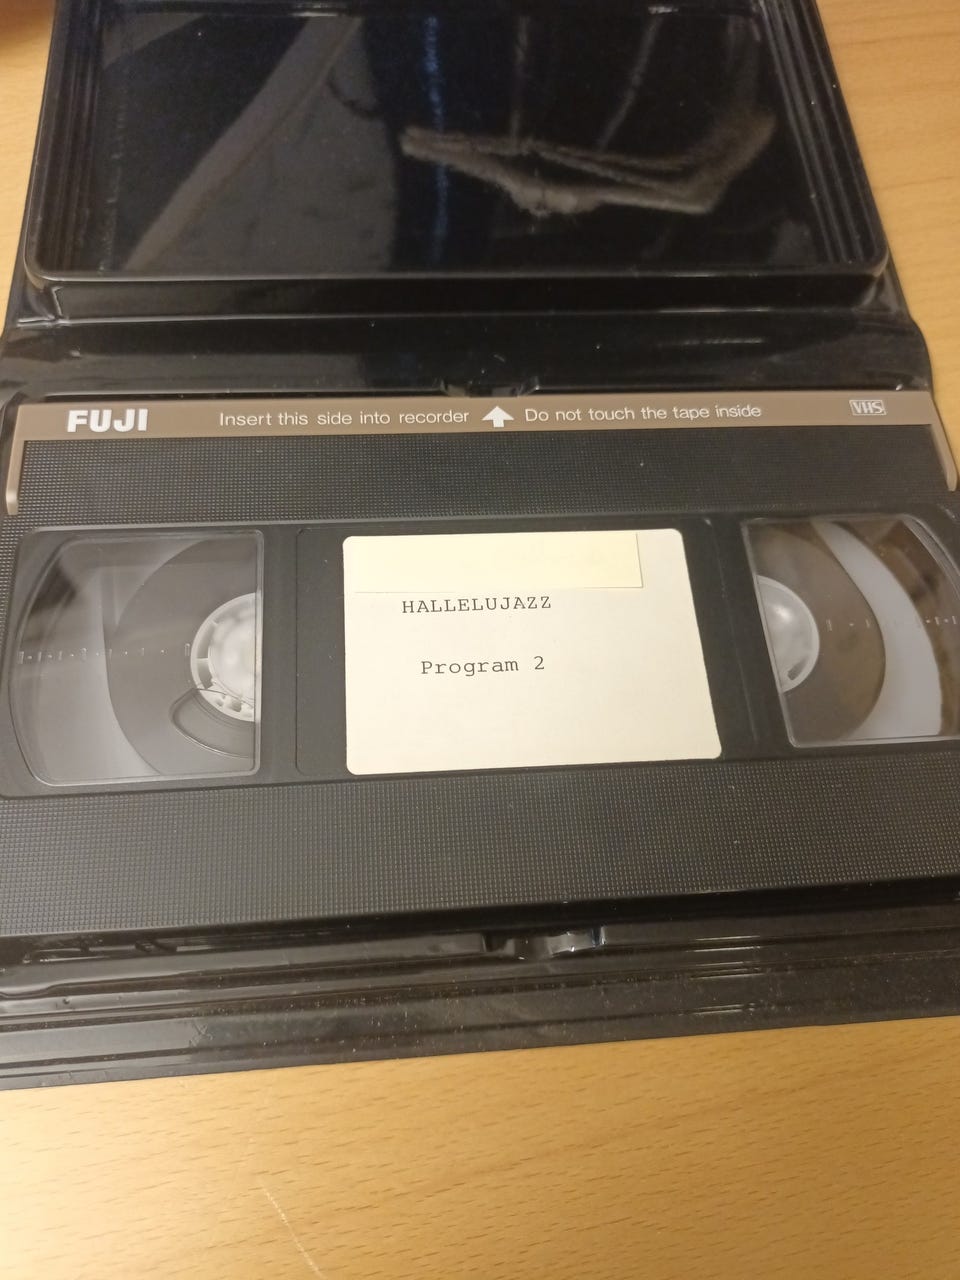 FUJI Insert this side into recorder Do not touch the tape inside VHS
HALLELUJAZZ
Program 2